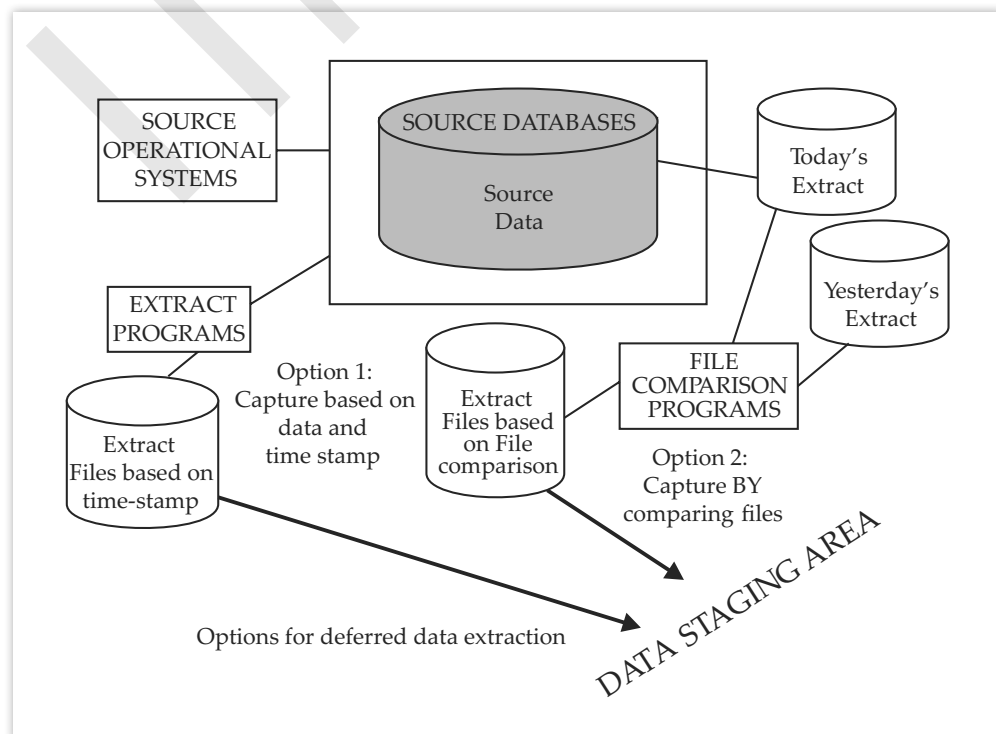 SOURCE
OPERATIONAL
SYSTEMS
SOURCE DATABASES
Source
Data
Today's
Extract
Yesterday's
Extract
EXTRACT
PROGRAMS
FILE
COMPARISON
PROGRAMS
Option 1:
Capture based on
data and
time stamp
Extract
Files based
on File
comparison
Extract
Files based on
time-stamp
Option 2:
Capture BY
comparing files
DATA STAGING AREA
Options for deferred data extraction